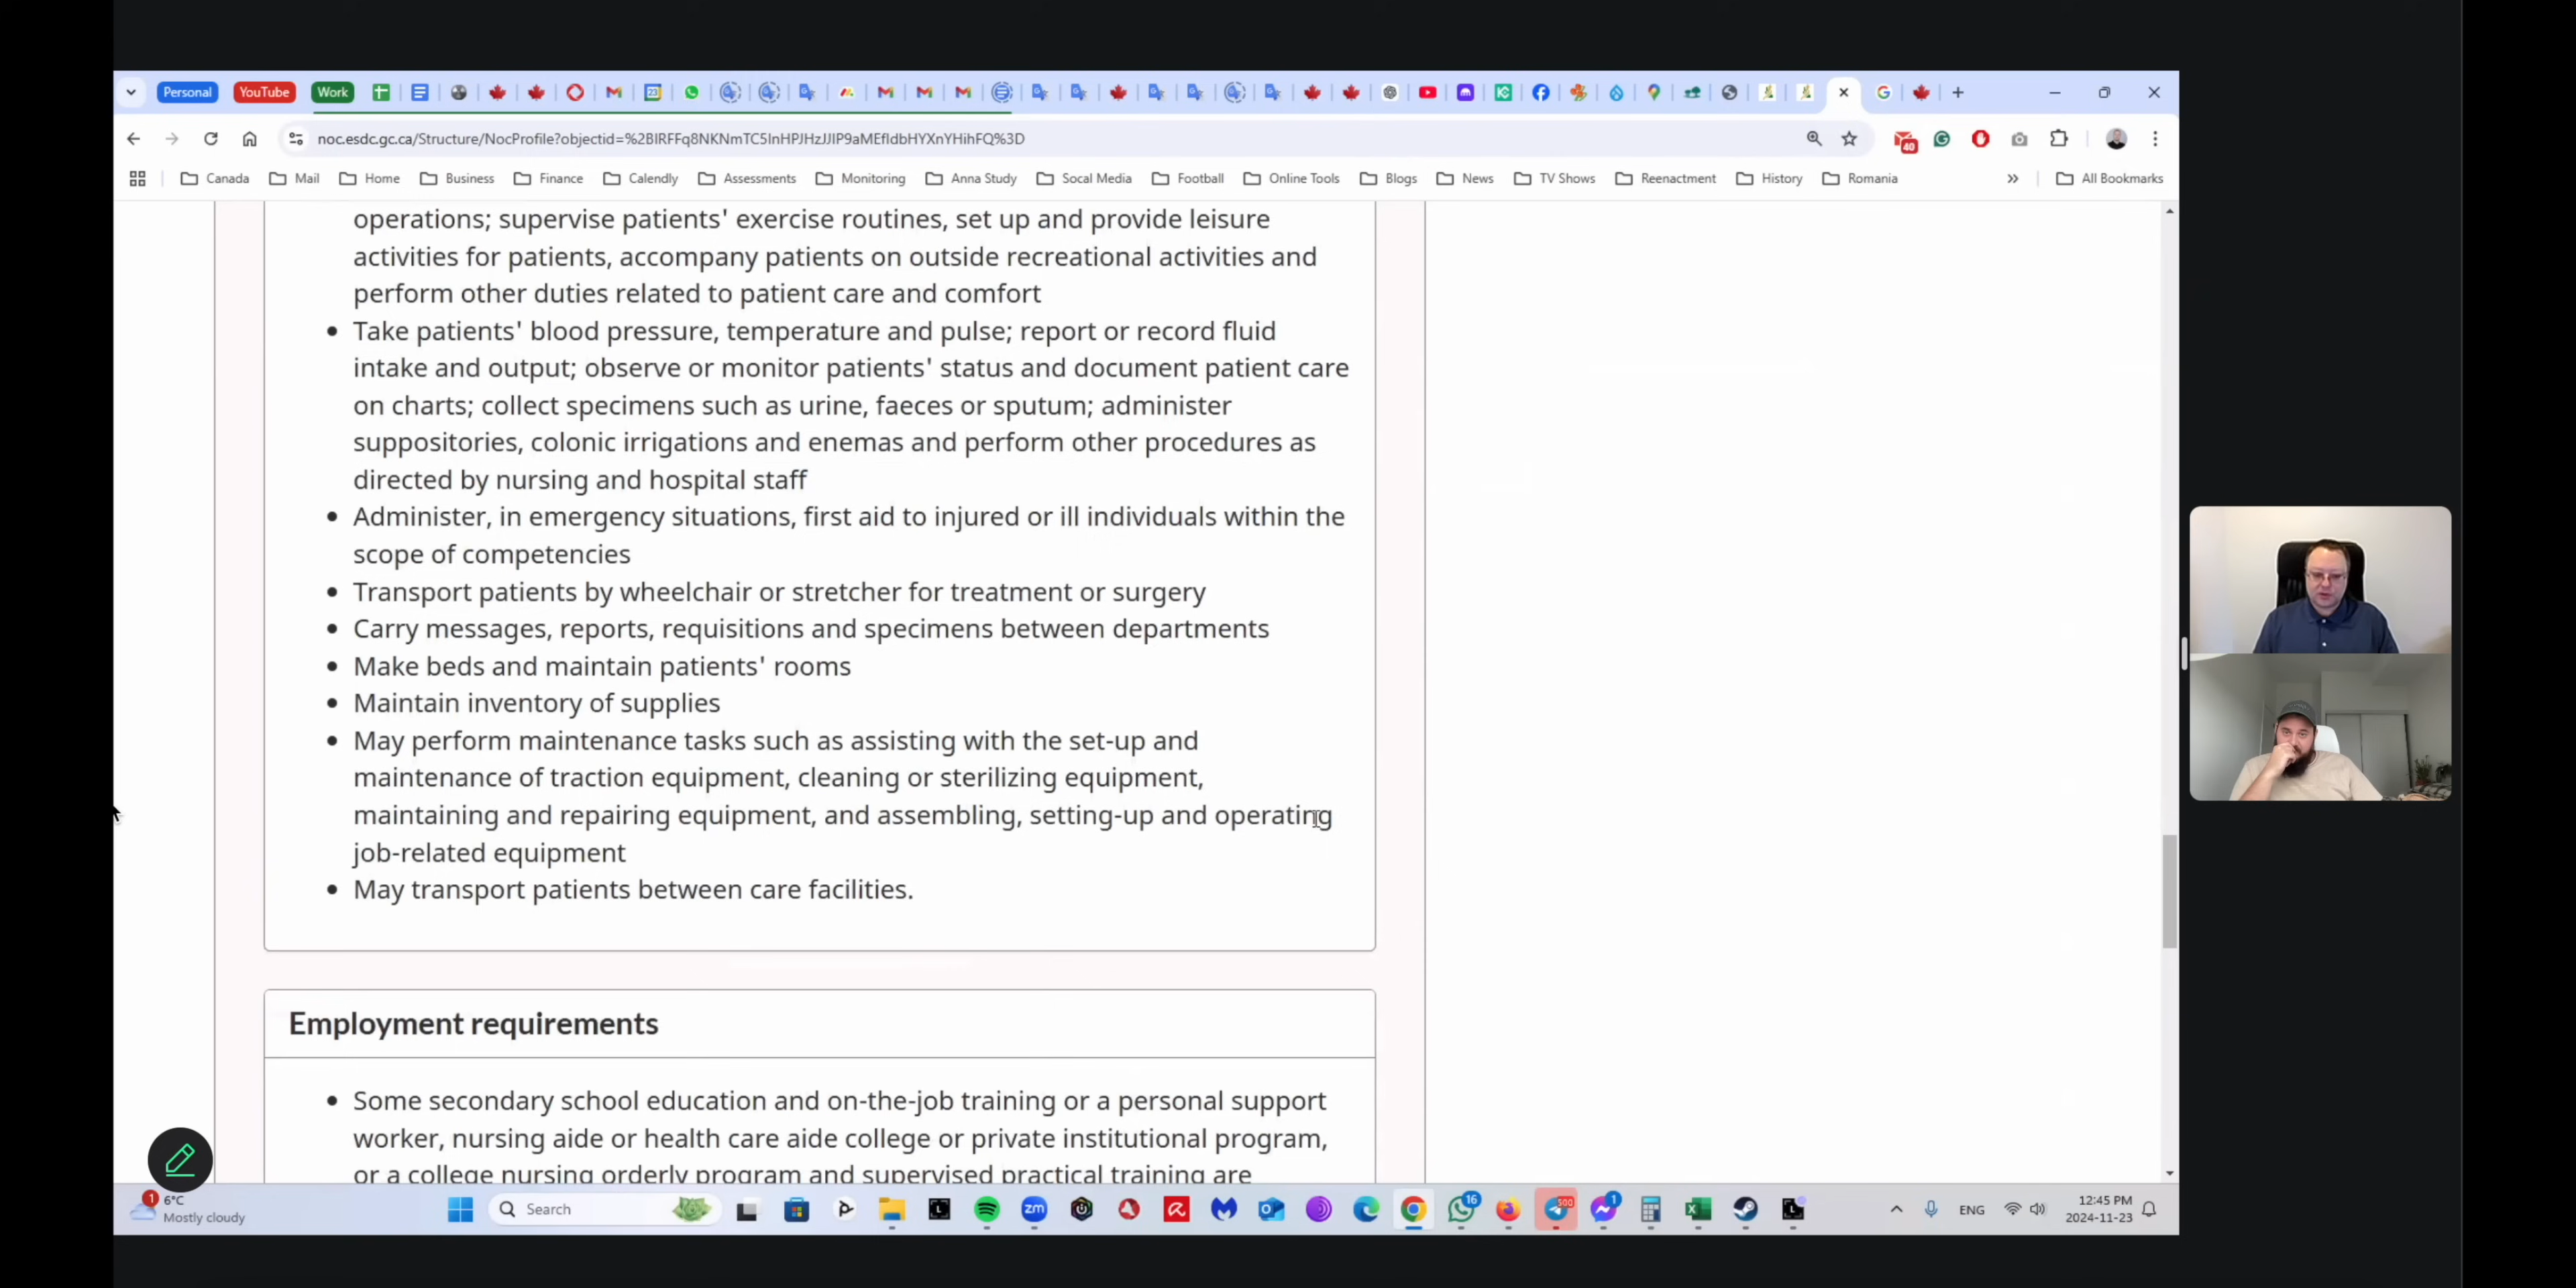 Personal
YouTube
Work
noc.esdc.gc.ca/Structure/NocProfile?objectid=%2BIRFFq8NKNmTC5InHPJHzJJlP9aMEfIdbHYXnYHihFQ%3D
40
Canada
Mail
Home
Business
Finance
Calendly
Assessments
Monitoring
Anna Study
Socal Media
Football
Online Tools
Blogs
News
TV Shows
Reenactment
History
Romania
All Bookmarks
operations; supervise patients' exercise routines, set up and provide leisure
activities for patients, accompany patients on outside recreational activities and
perform other duties related to patient care and comfort
• Take patients' blood pressure, temperature and pulse; report or record fluid
intake and output; observe or monitor patients' status and document patient care
on charts; collect specimens such as urine, faeces or sputum; administer
suppositories, colonic irrigations and enemas and perform other procedures as
directed by nursing and hospital staff
• Administer, in emergency situations, first aid to injured or ill individuals within the
scope of competencies
• Transport patients by wheelchair or stretcher for treatment or surgery
• Carry messages, reports, requisitions and specimens between departments
• Make beds and maintain patients' rooms
• Maintain inventory of supplies
• May perform maintenance tasks such as assisting with the set-up and
maintenance of traction equipment, cleaning or sterilizing equipment,
maintaining and repairing equipment, and assembling, setting-up and operating
job-related equipment
• May transport patients between care facilities.
Employment requirements
• Some secondary school education and on-the-job training or a personal support
worker, nursing aide or health care aide college or private institutional program,
or a college nursing orderly program and supervised practical training are
1
6°C
Mostly cloudy
Search
zm
16
500
1
ENG
12:45 PM
2024-11-23